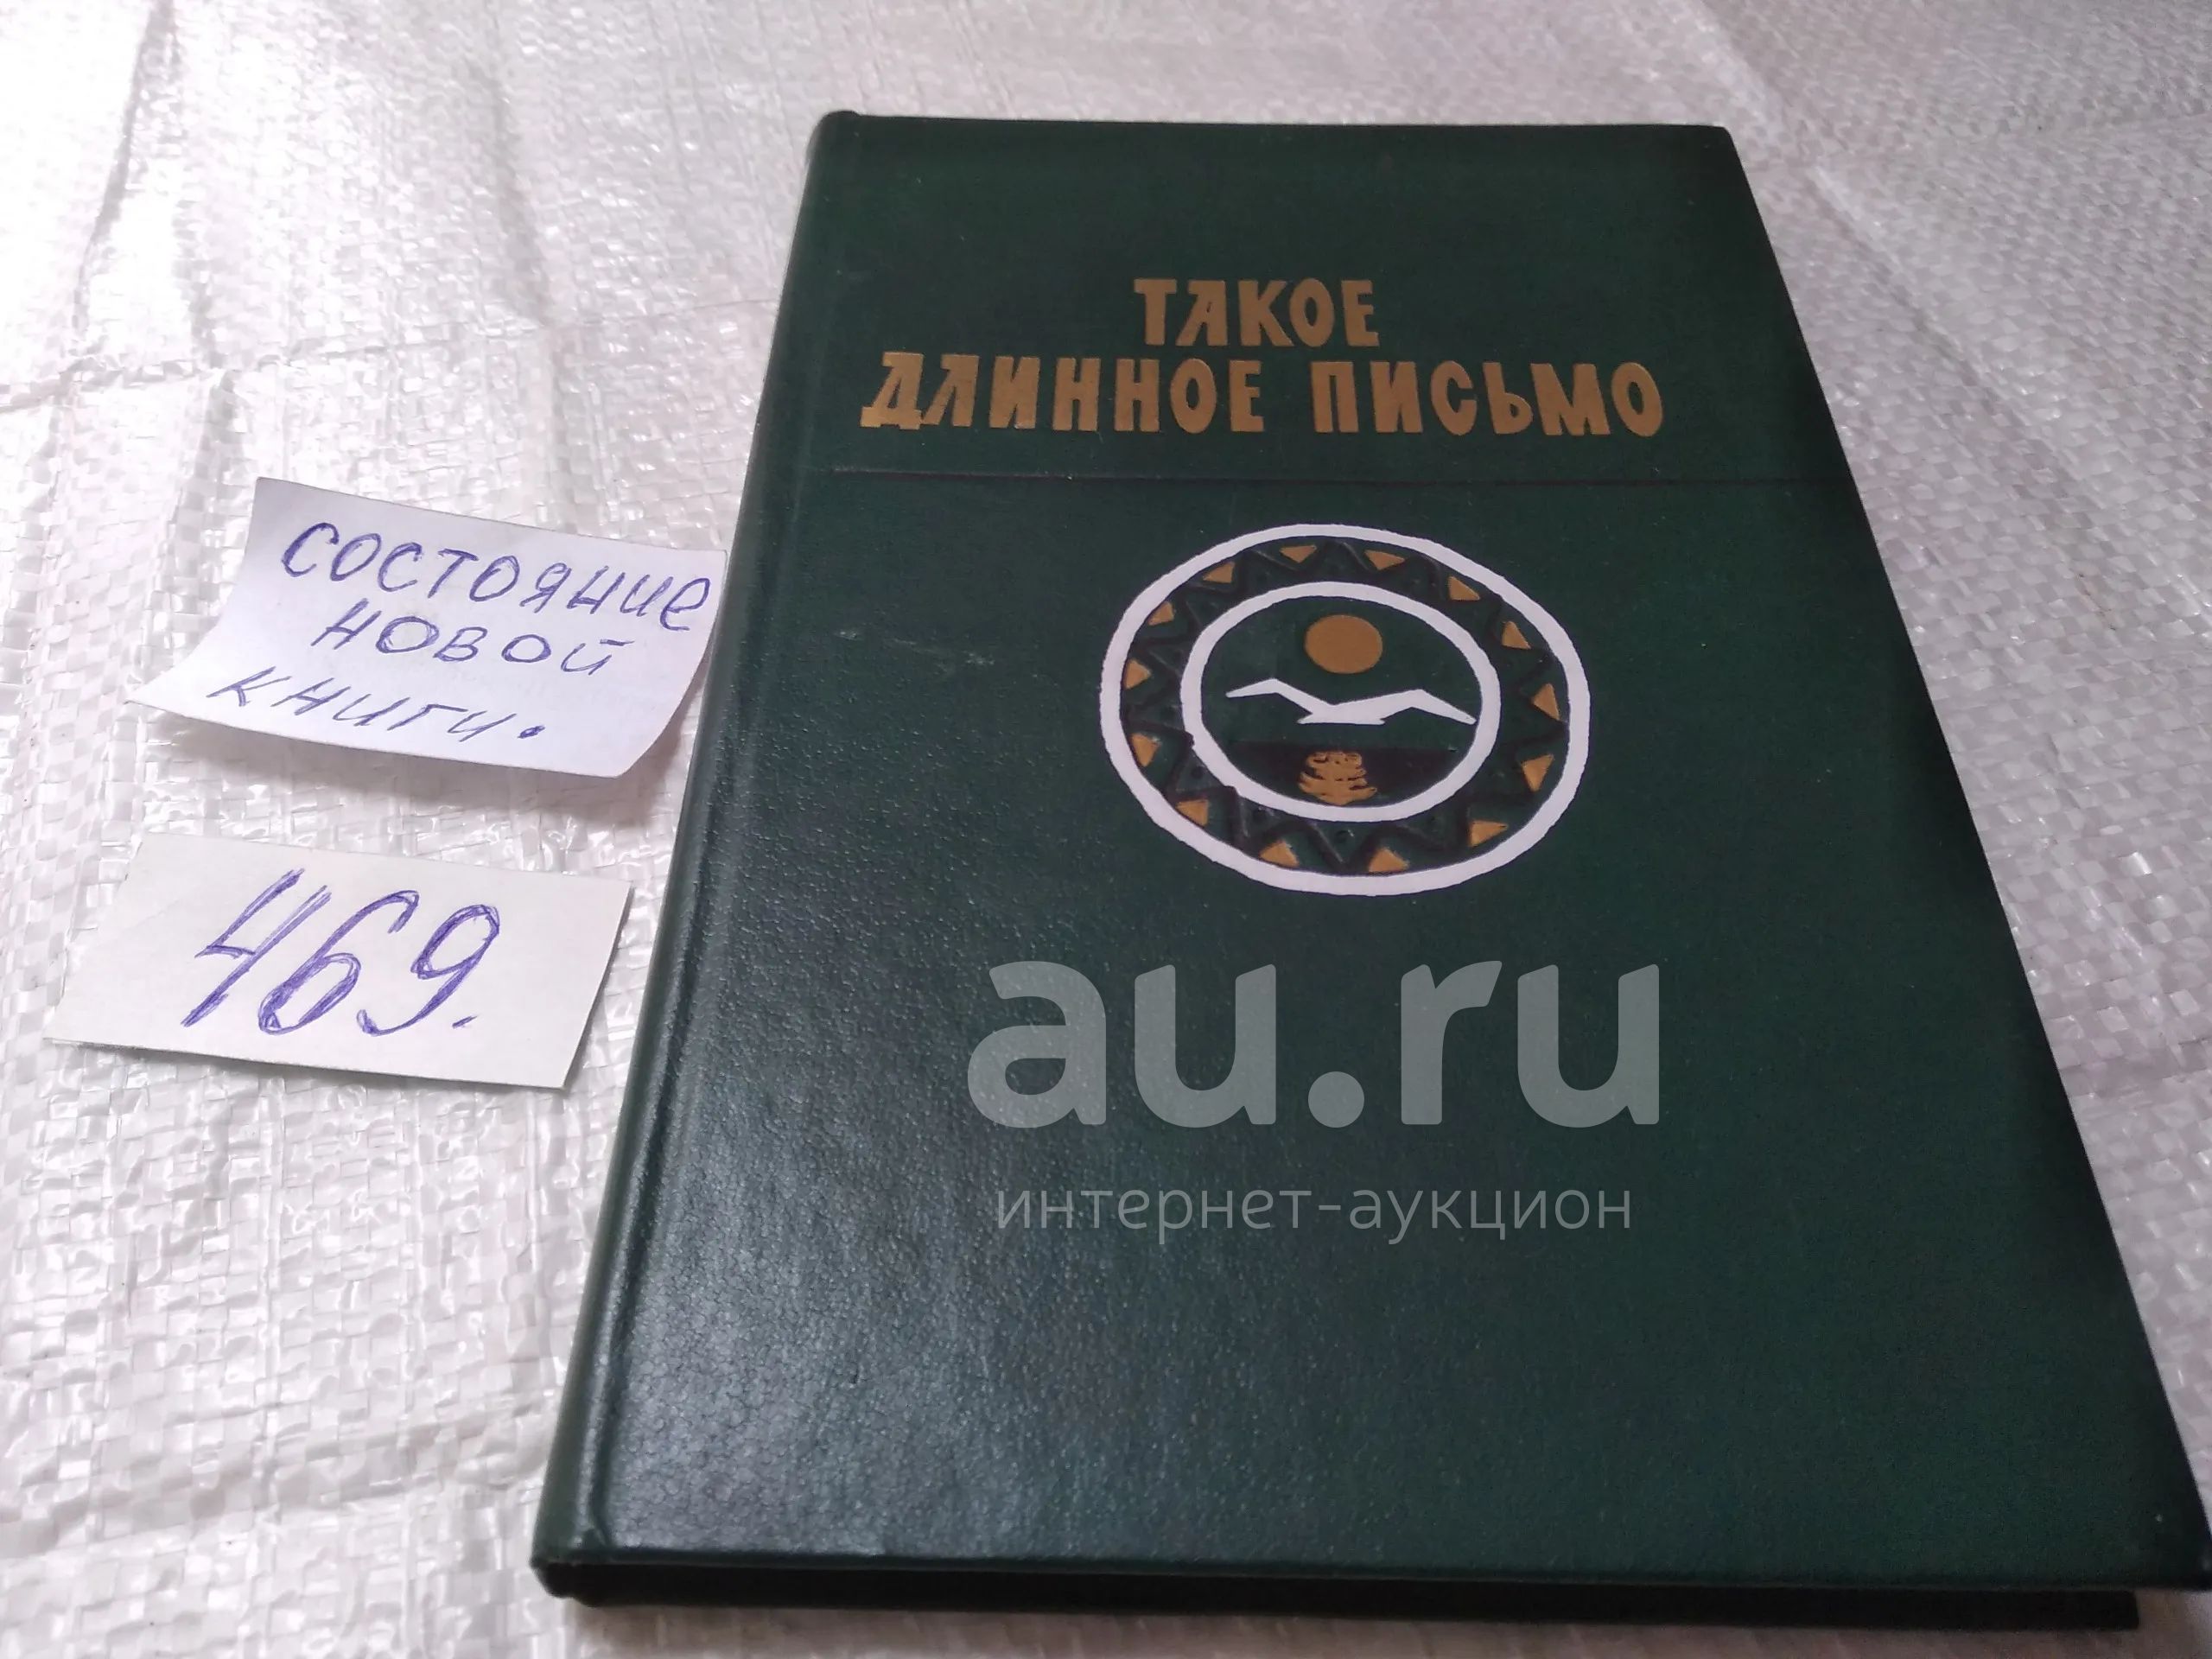 ТАКОЕ
ДЛИННОЕ ПИСЬМО
состояние
новой
книги.
469.
au.ru
интернет-аукцион